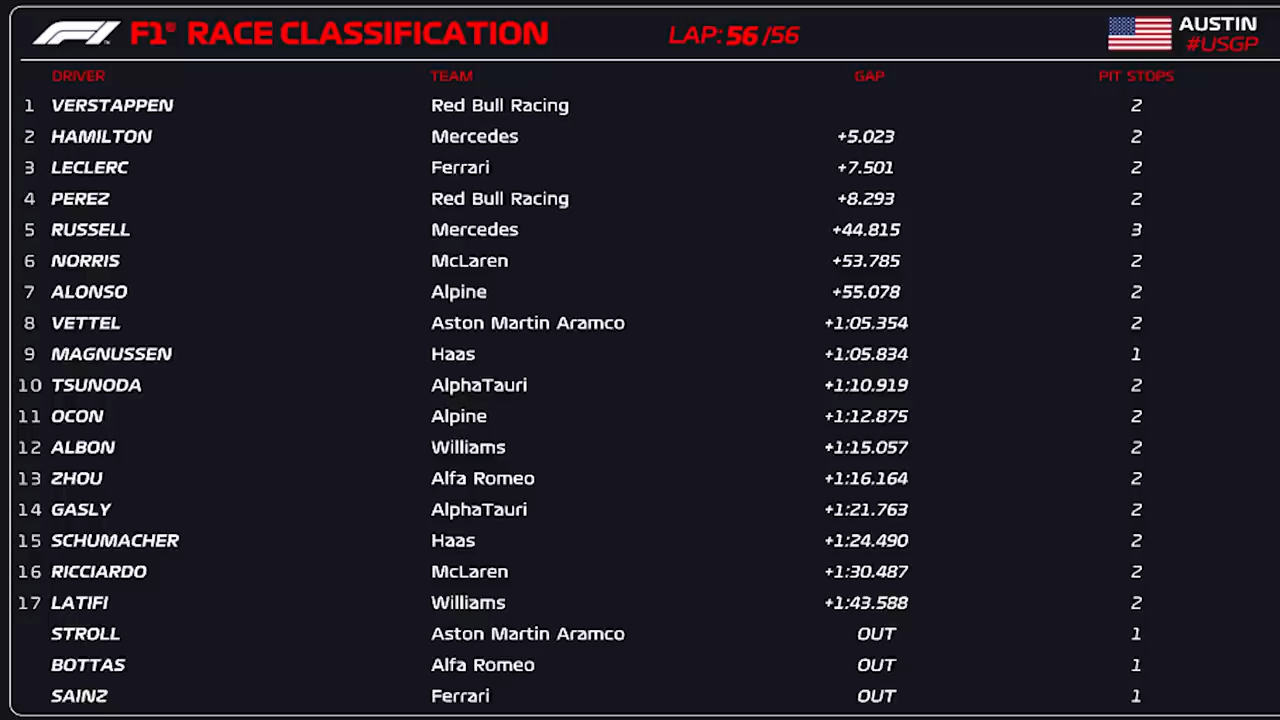 F1® RACE CLASSIFICATION LAP: 56/56 AUSTIN
#USGP
DRIVER TEAM GAP PIT STOPS
1 VERSTAPPEN Red Bull Racing 2
2 HAMILTON Mercedes +5.023 2
3 LECLERC Ferrari +7.501 2
4 PEREZ Red Bull Racing +8.293 2
5 RUSSELL Mercedes +44.815 3
6 NORRIS McLaren +53.785 2
7 ALONSO Alpine +55.078 2
8 VETTEL Aston Martin Aramco +1:05.354 2
9 MAGNUSSEN Haas +1:05.834 1
10 TSUNODA AlphaTauri +1:10.919 2
11 OCON Alpine +1:12.875 2
12 ALBON Williams +1:15.057 2
13 ZHOU Alfa Romeo +1:16.164 2
14 GASLY AlphaTauri +1:21.763 2
15 SCHUMACHER Haas +1:24.490 2
16 RICCIARDO McLaren +1:30.487 2
17 LATIFI Williams +1:43.588 2
STROLL Aston Martin Aramco OUT 1
BOTTAS Alfa Romeo OUT 1
SAINZ Ferrari OUT 1